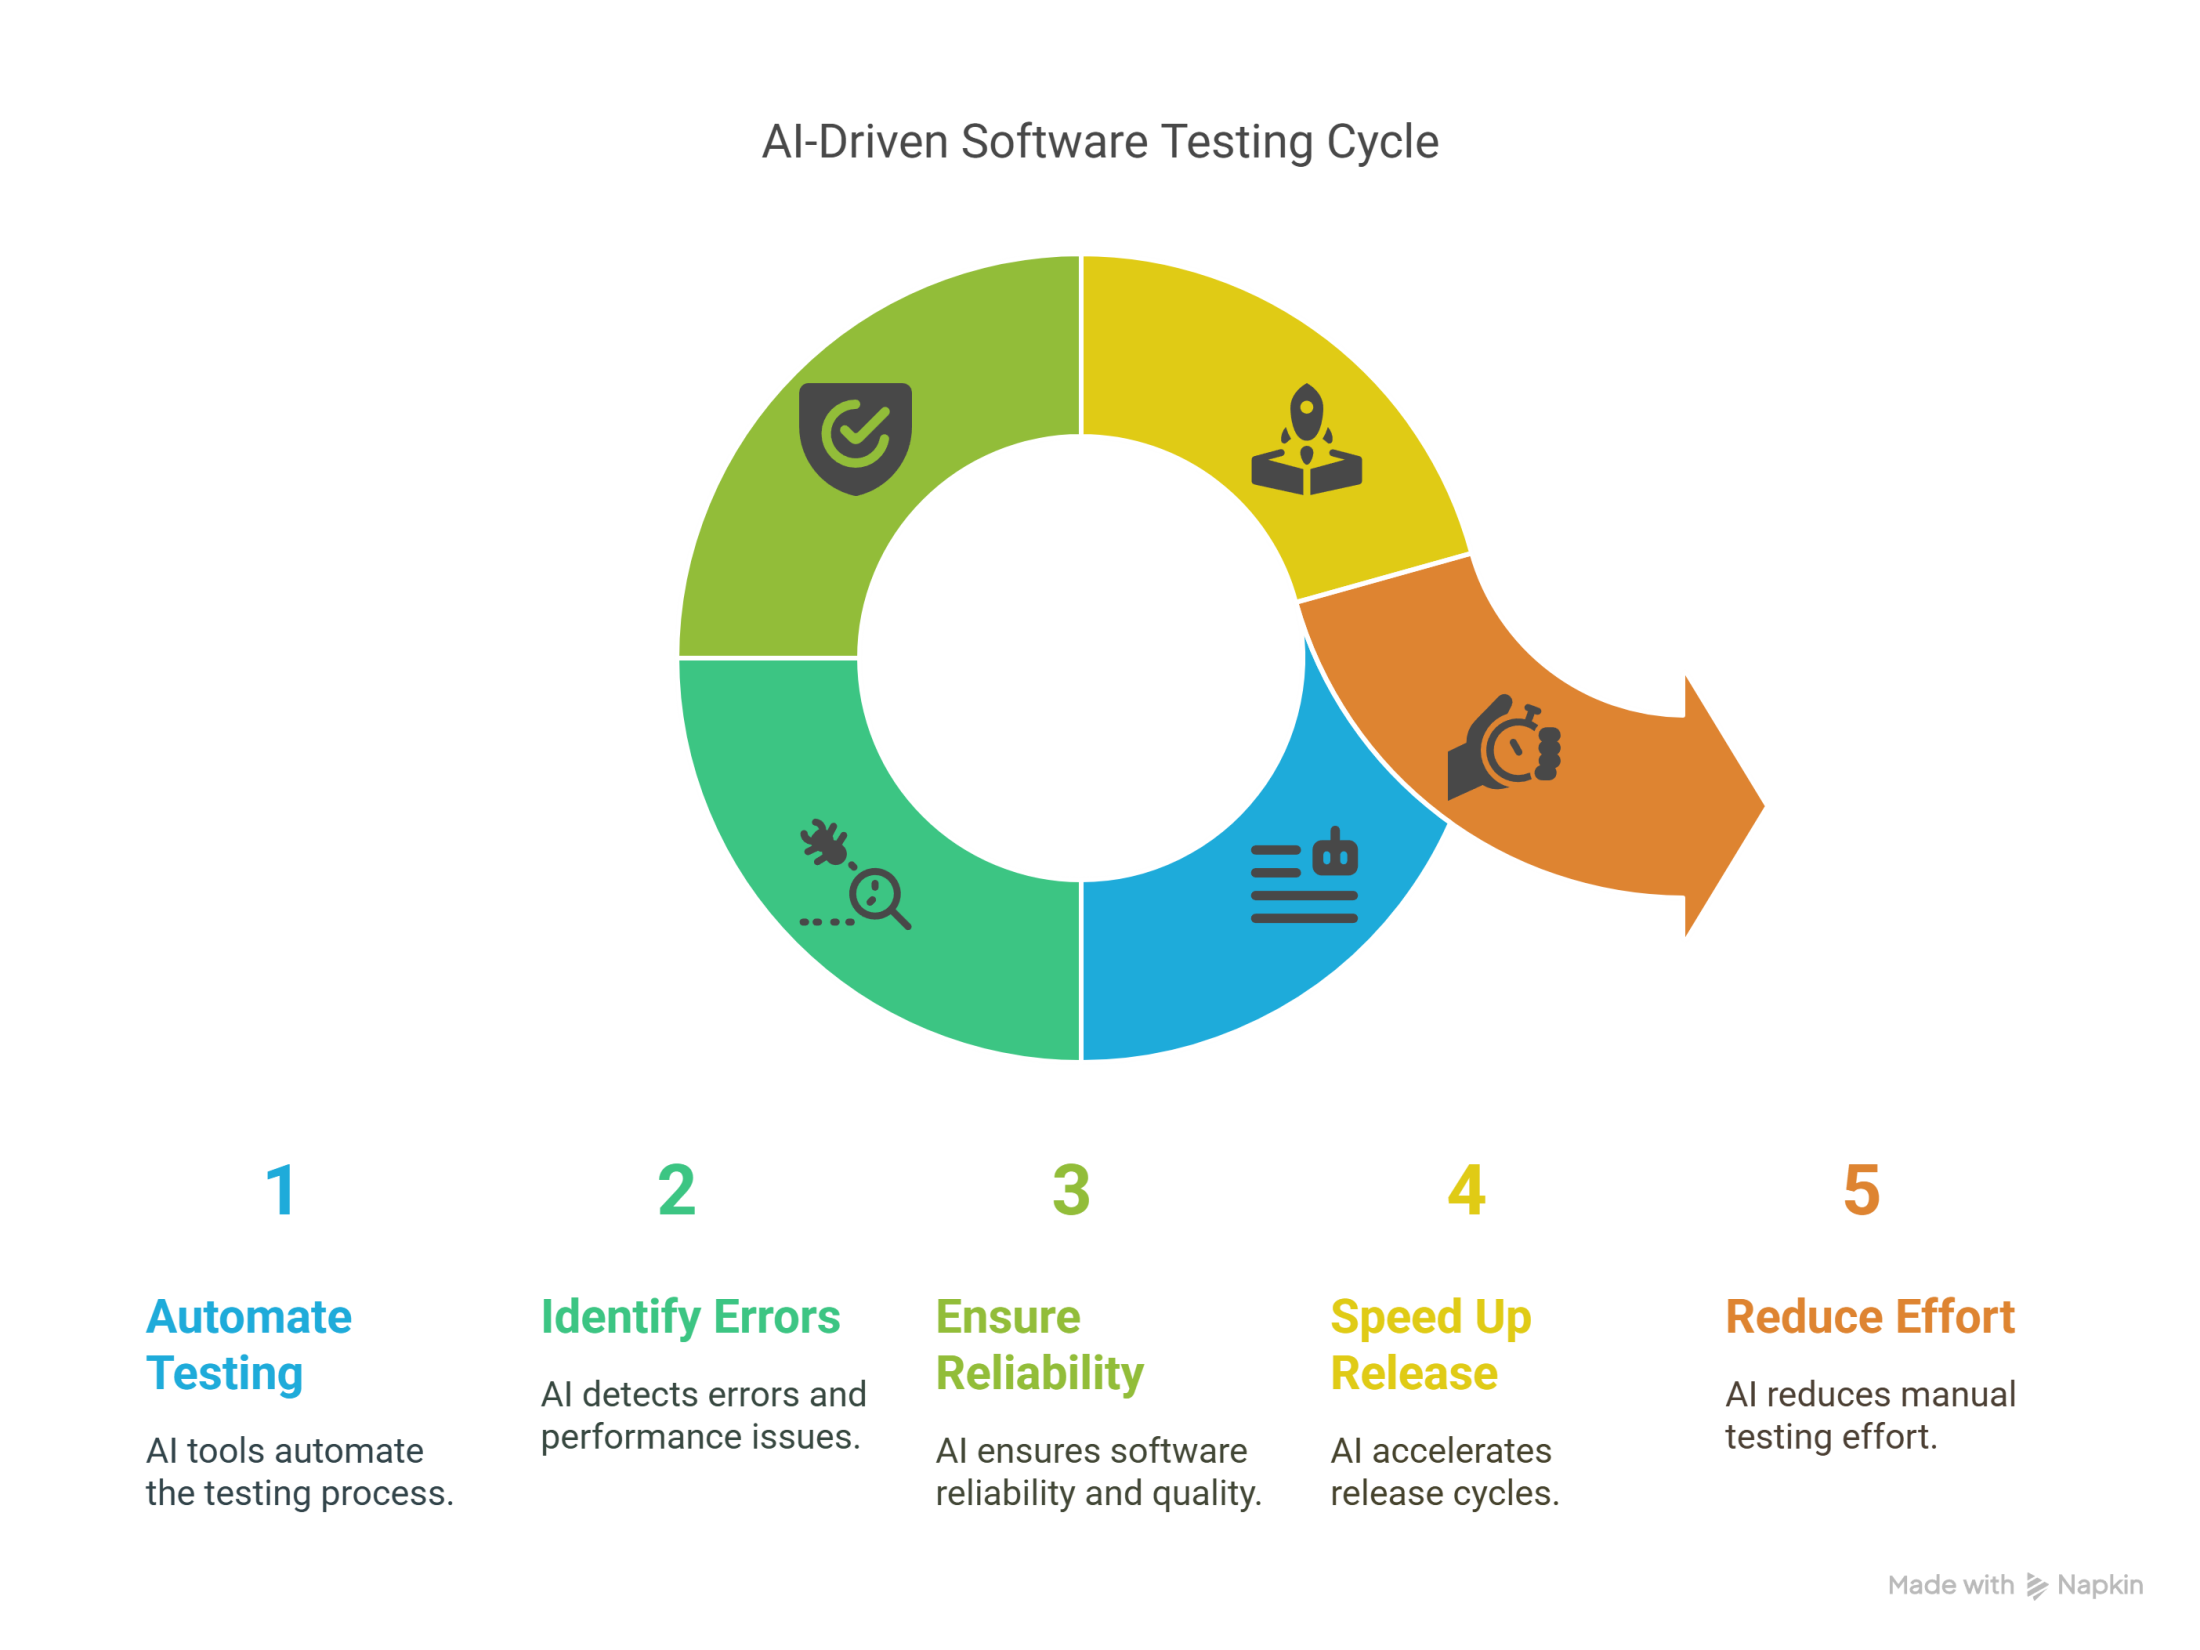 AI-Driven Software Testing Cycle
1
Automate
Testing
AI tools automate
the testing process.
2
Identify Errors
AI detects errors and
performance issues.
3
Ensure
Reliability
AI ensures software
reliability and quality.
4
Speed Up
Release
AI accelerates
release cycles.
5
Reduce Effort
AI reduces manual
testing effort.
Made with Napkin